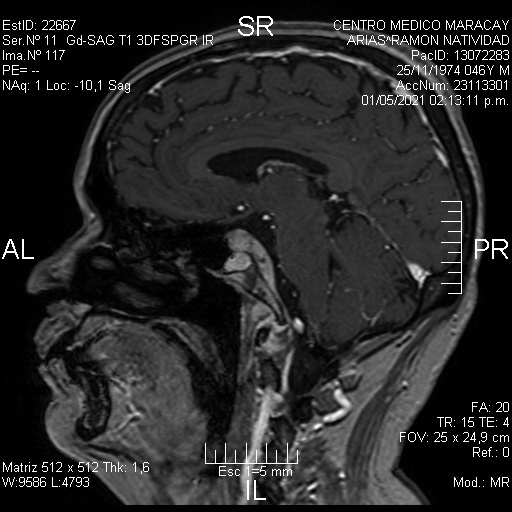 EstID: 22667
Ser.Nº 11 Gd-SAG T1 3DFSPGR IR
Ima.Nº 117
PE= --
NAq: 1 Loc: -10,1 Sag
SR
CENTRO MEDICO MARACAY
ARIAS^RAMON NATIVIDAD
PacID: 13072283
25/11/1974 046Y M
AccNum: 23113301
01/05/2021 02:13:11 p.m.
AL
PR
Matriz 512 x 512 Thk: 1,6
W:9586 L:4793
Esc 1=5 mm
IL
FA: 20
TR: 15 TE: 4
FOV: 25 x 24,9 cm
Ref.: 0
Mod.: MR